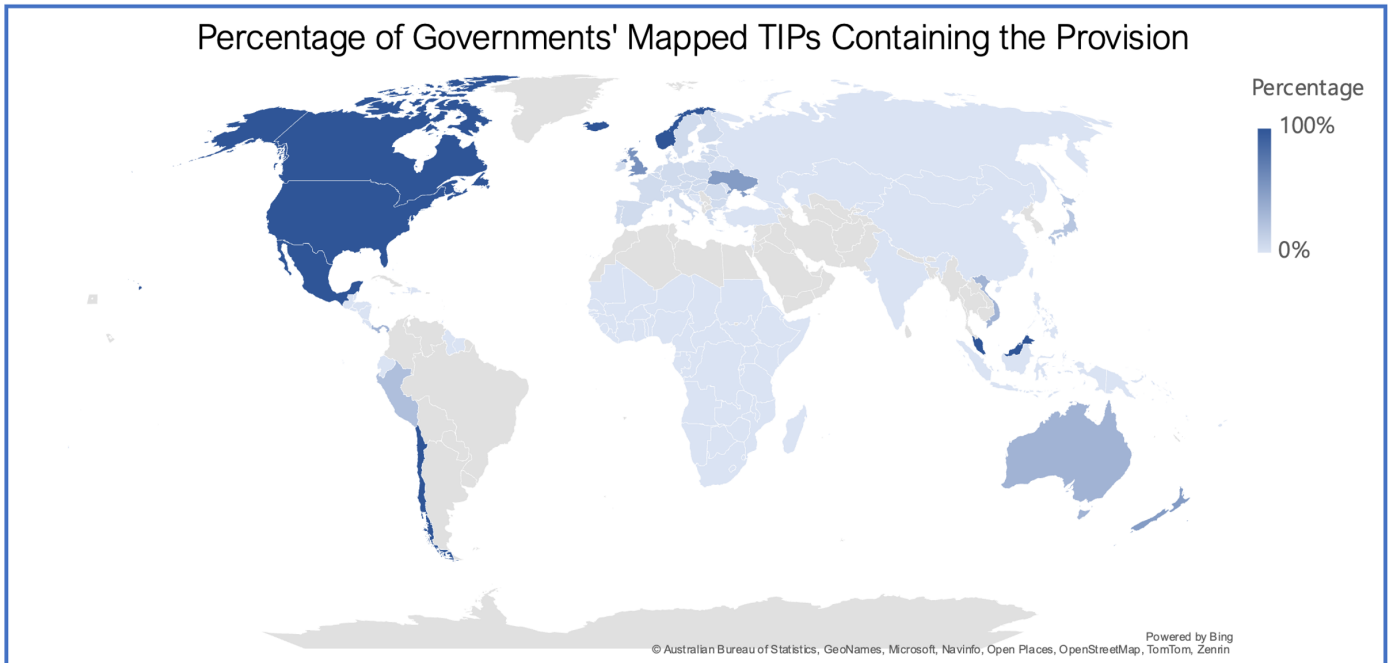 Percentage of Governments' Mapped TIPs Containing the Provision
Percentage
100%
0%
Powered by Bing
© Australian Bureau of Statistics, GeoNames, Microsoft, Navinfo, Open Places, OpenStreetMap, TomTom, Zenrin